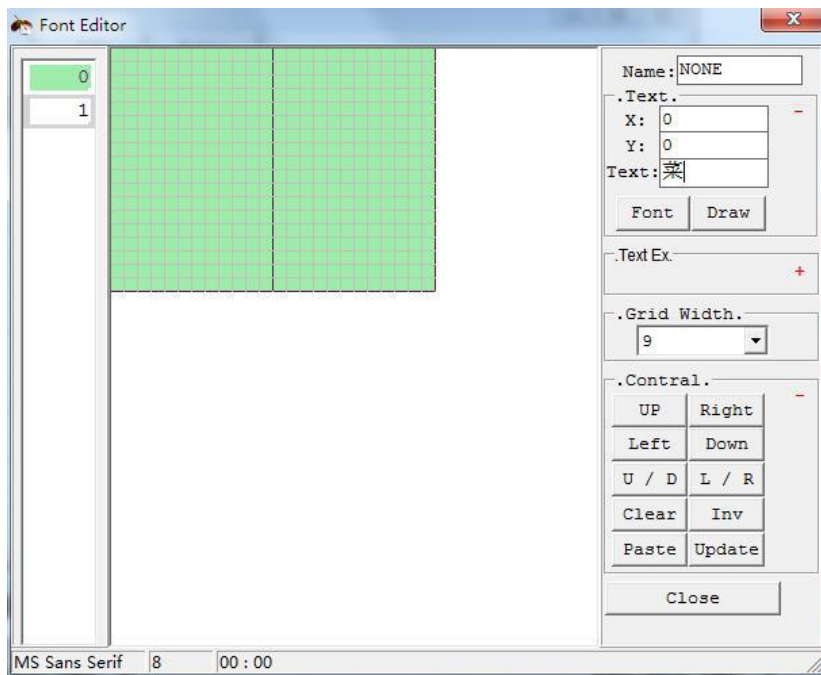 Font Editor
0
1
Name: NONE
.Text.
-
X: 0
Y: 0
Text: 菜
Font Draw
.Text Ex.
+
.Grid Width.
9
.Contral.
-
UP Right
Left Down
U / D L / R
Clear Inv
Paste Update
Close
MS Sans Serif 8 00 : 00